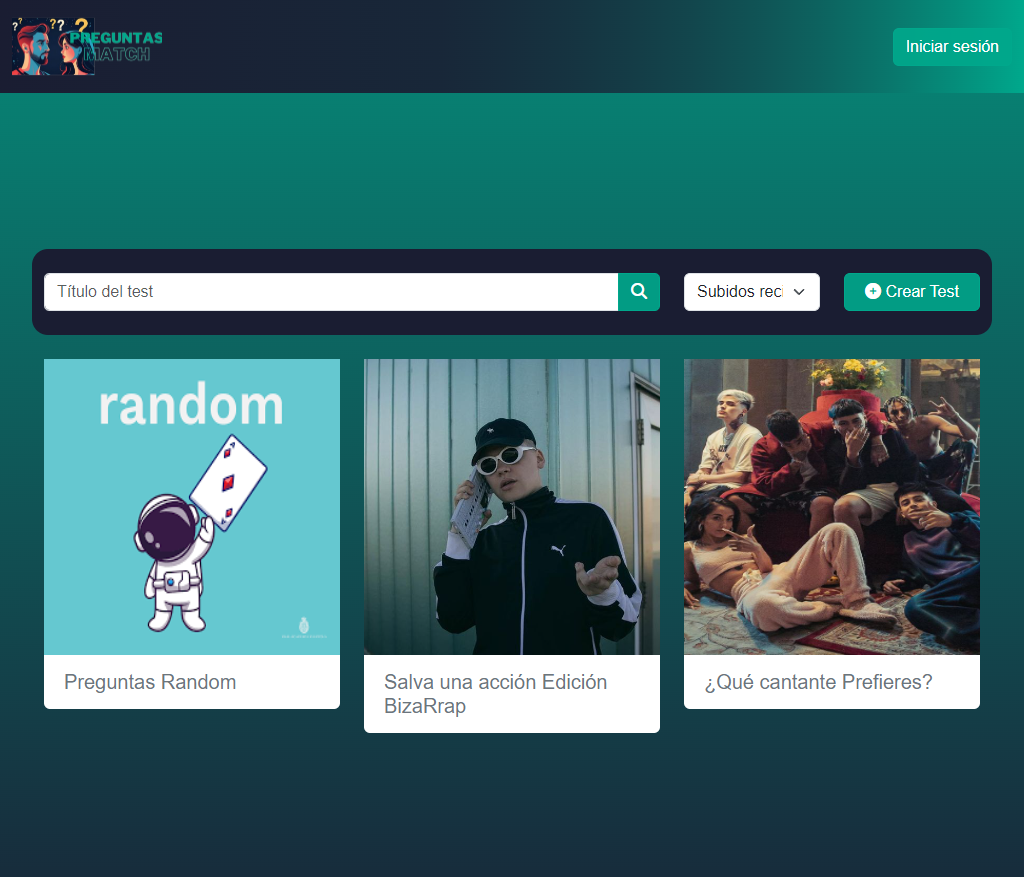 PREGUNTAS
MATCH
Iniciar sesión
Título del test
Subidos rec
Crear Test
random
Preguntas Random
Salva una acción Edición
BizaRrap
¿Qué cantante Prefieres?